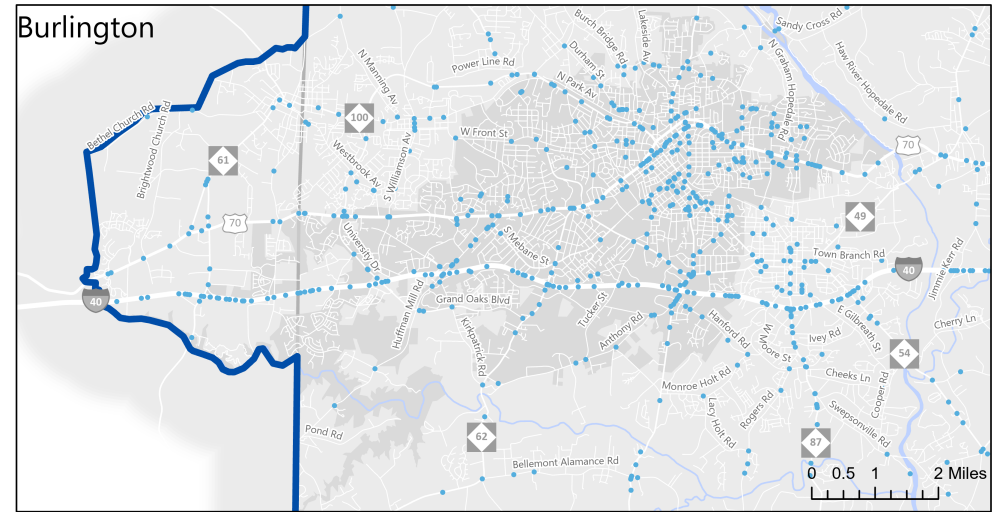 Burlington
Sandy Cross Rd
Burch Bridge Rd
Lakeside Av
Durham St
N Graham Hopedale Rd
Haw River Hopedale Rd
N Manning Av
Power Line Rd
N Park Av
Bethel Church Rd
Brightwood Church Rd
100
W Front St
70
61
Westbrook Av
S Williamson Av
70
49
S Mebane St
University Dr
Town Branch Rd
40
Jimmie Kerr Rd
40
Grand Oaks Blvd
Huffman Mill Rd
Tucker St
Anthony Rd
Kirkpatrick Rd
Hanford Rd
W Moore St
Ivey Rd
E Gilbreath St
Cherry Ln
54
Cheeks Ln
Cooper Rd
Monroe Holt Rd
Lacy Holt Rd
Rogers Rd
Swepsonville Rd
Pond Rd
62
87
Bellemont Alamance Rd
0 0.5 1 2 Miles